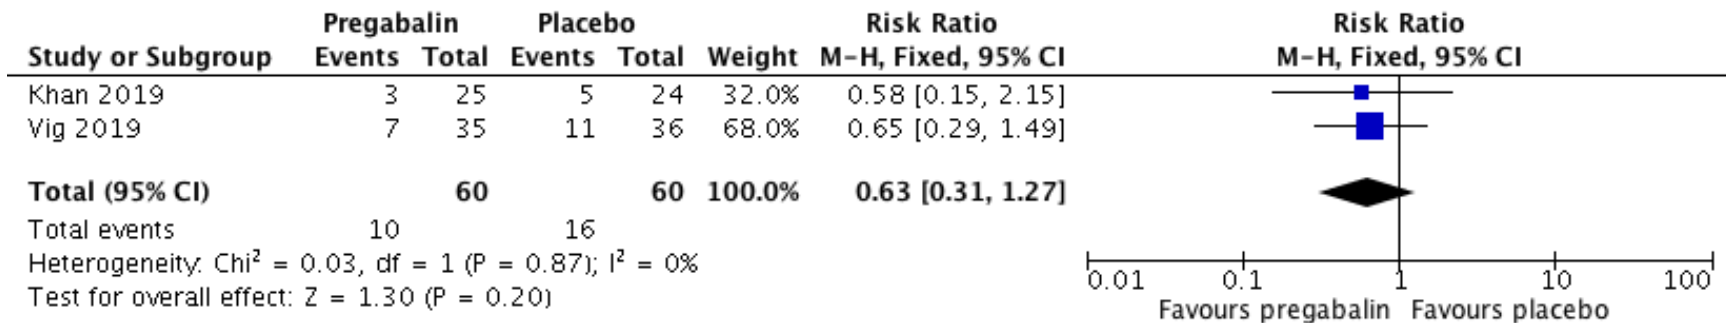 Pregabalin Placebo Risk Ratio Risk Ratio
Study or Subgroup Events Total Events Total Weight M-H, Fixed, 95% CI M-H, Fixed, 95% CI
Khan 2019 3 25 5 24 32.0% 0.58 [0.15, 2.15]
Vig 2019 7 35 11 36 68.0% 0.65 [0.29, 1.49]
Total (95% CI) 60 60 100.0% 0.63 [0.31, 1.27]
Total events 10 16
Heterogeneity: Chi² = 0.03, df = 1 (P = 0.87); I² = 0%
Test for overall effect: Z = 1.30 (P = 0.20)
0.01 0.1 1 10 100
Favours pregabalin Favours placebo